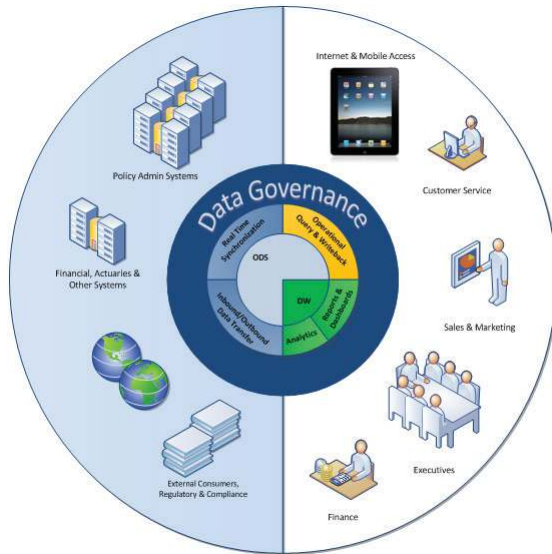 Internet & Mobile Access
Policy Admin Systems
Customer Service
Data Governance
Real Time
Synchronization
Operational
Query & Writeback
ODS
Financial, Actuaries &
Other Systems
DW
Reports &
Dashboards
Inbound/Outbound
Data Transfer
Analytics
Sales & Marketing
External Consumers,
Regulatory & Compliance
Executives
Finance